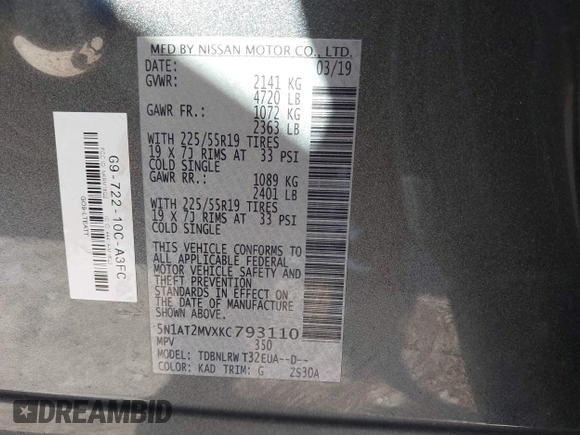 MFD BY NISSAN MOTOR CO., LTD.
DATE: 03/19
GVWR: 2141 KG
4720 LB
GAWR FR.: 1072 KG
2363 LB
WITH 225/55R19 TIRES
19 X 7J RIMS AT 33 PSI
COLD SINGLE
GAWR RR.: 1089 KG
2401 LB
WITH 225/55R19 TIRES
19 X 7J RIMS AT 33 PSI
COLD SINGLE
THIS VEHICLE CONFORMS TO
ALL APPLICABLE FEDERAL
MOTOR VEHICLE SAFETY AND
THEFT PREVENTION
STANDARDS IN EFFECT ON
THE DATE OF MANUFACTURE
SHOWN ABOVE
5N1AT2MVXKC793110
MPV 350
MODEL: TDBNLRW T32EUA--D--
COLOR: KAD TRIM: G ZS30A
G9-722-10C-A3FC
DREAMBID